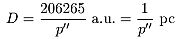 D = 206265/p″ a.u. = 1/p″ pc